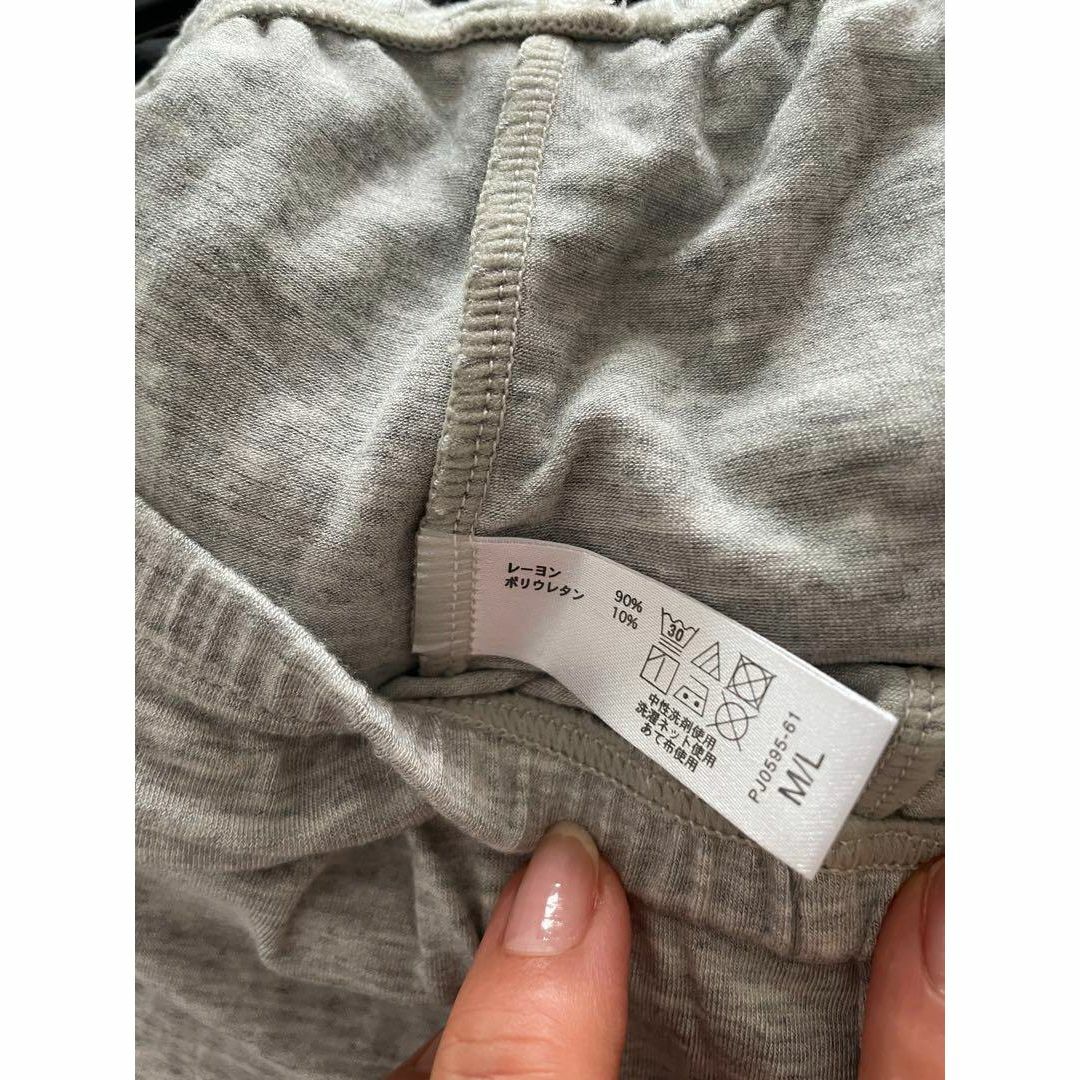 レーヨン 90%
ポリウレタン 10%
30
中性洗剤使用
洗濯ネット使用
あて布使用
PJ0595-61
M/L